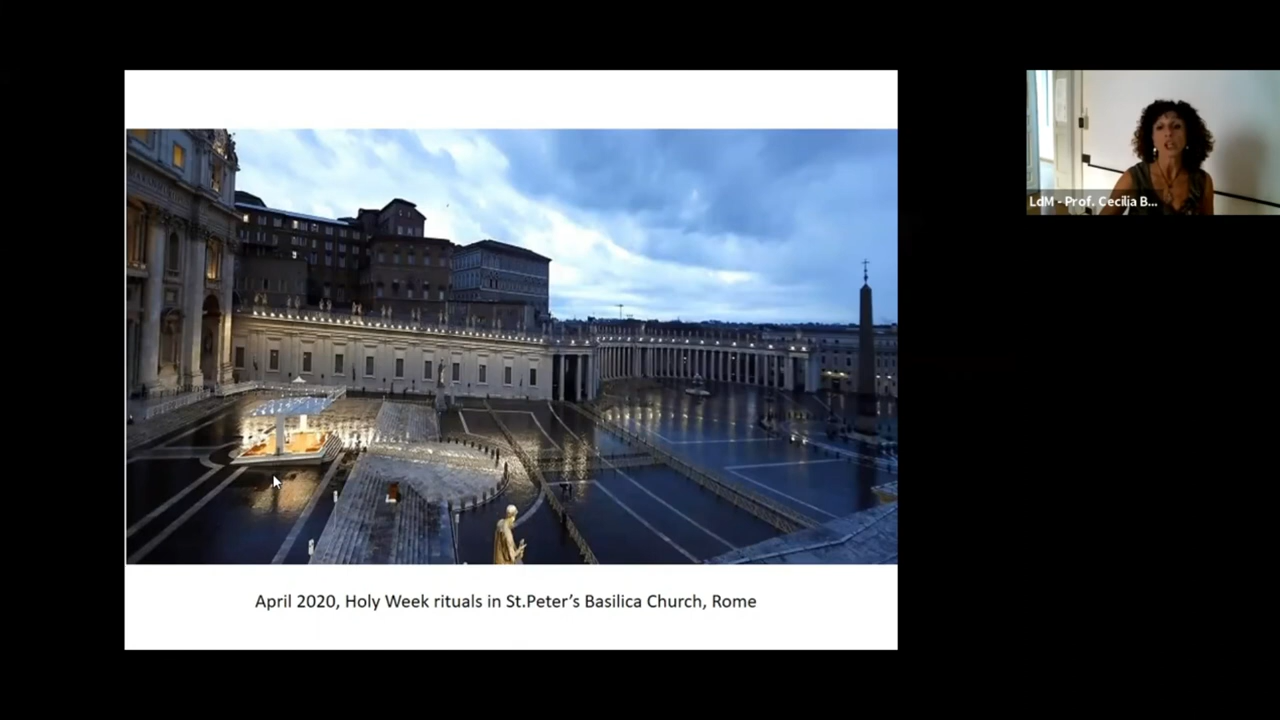 LdM - Prof. Cecilia B...
April 2020, Holy Week rituals in St.Peter’s Basilica Church, Rome